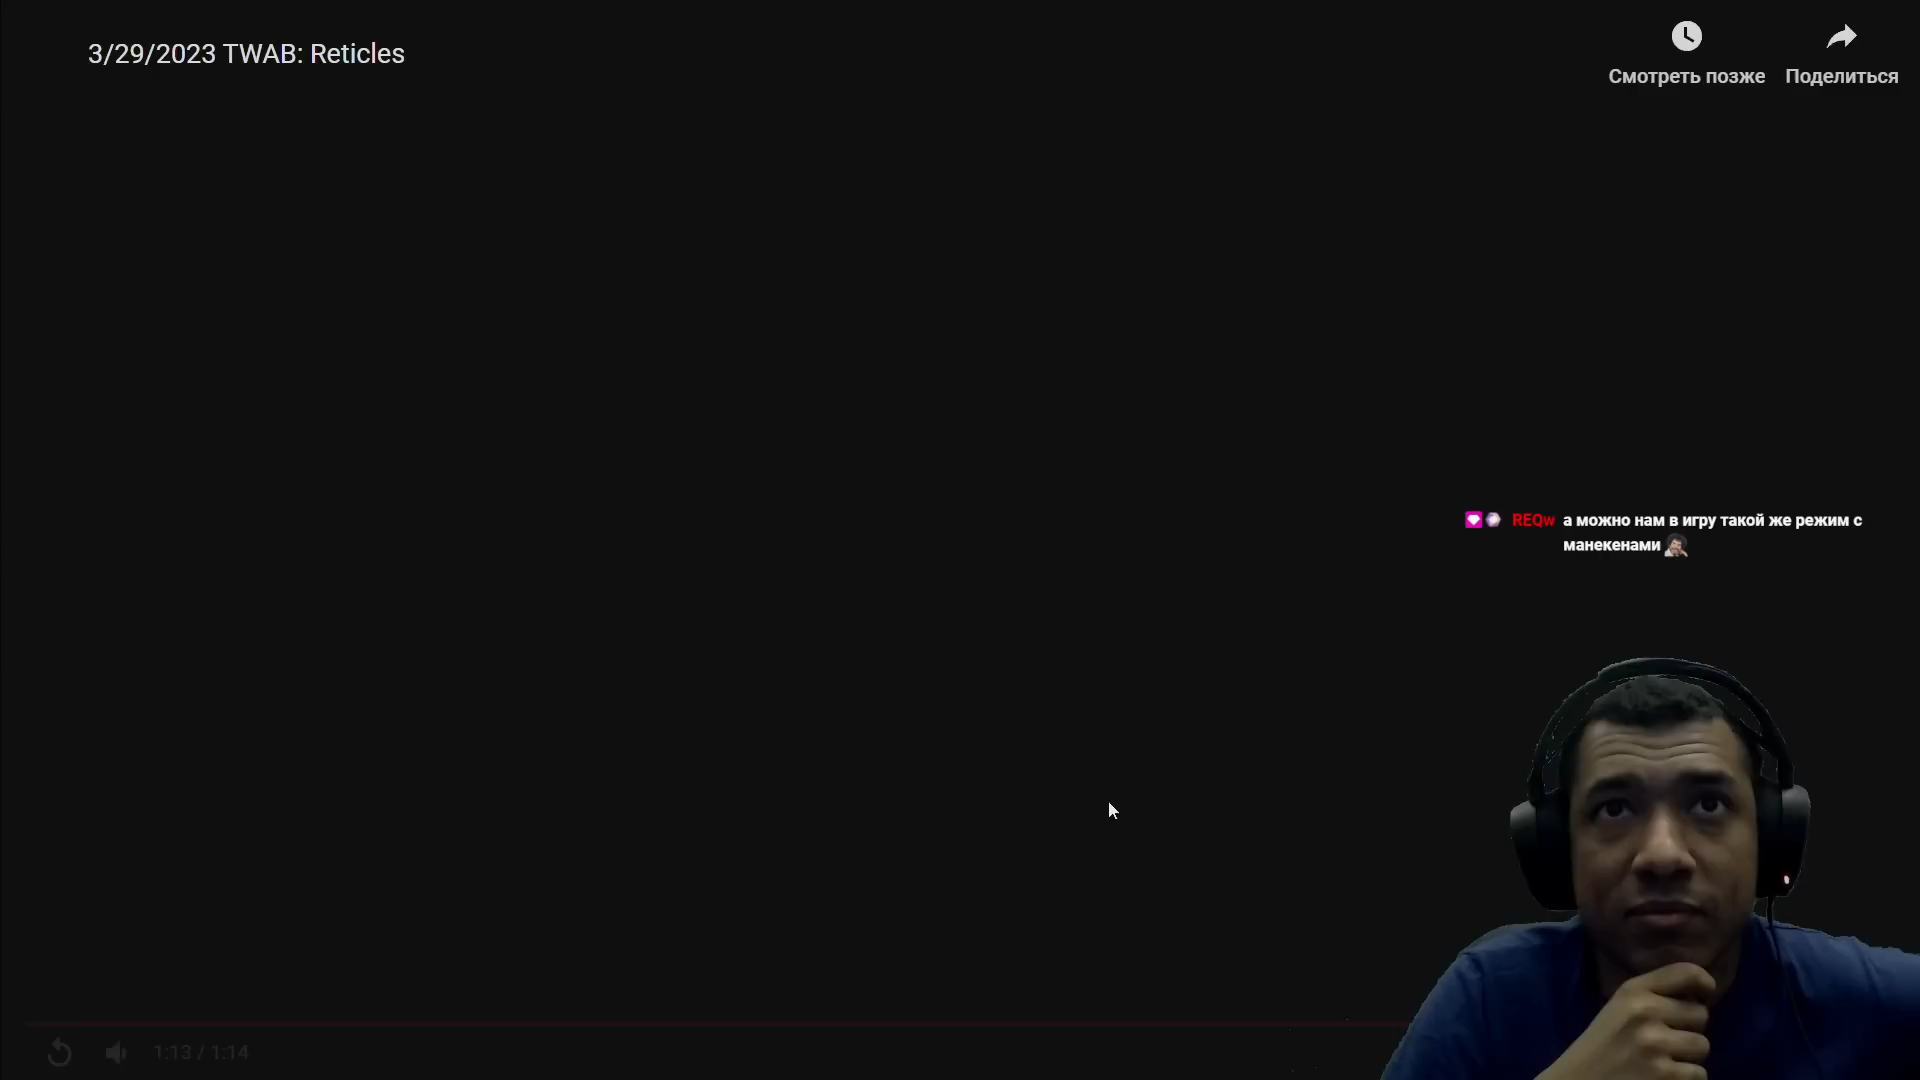 3/29/2023 TWAB: Reticles
Смотреть позже
Поделиться
REQw а можно нам в игру такой же режим с
манекенами
1:13 / 1:14